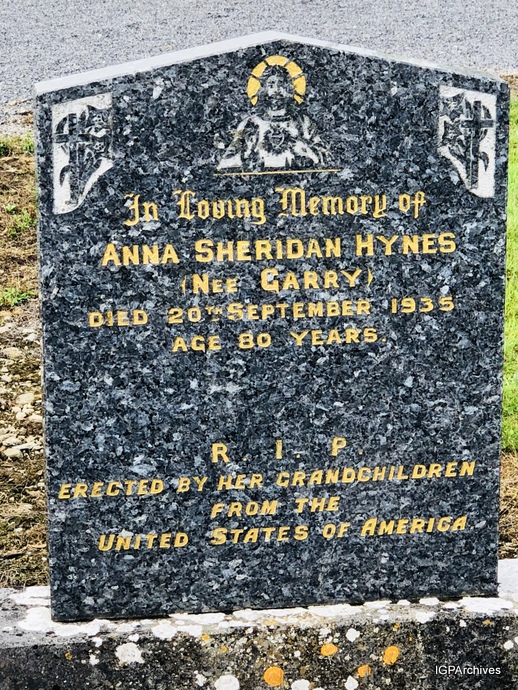 In Loving Memory of
ANNA SHERIDAN HYNES
(NEE GARRY)
DIED 20TH SEPTEMBER 1935
AGE 80 YEARS.
R. I. P.
ERECTED BY HER GRANDCHILDREN
FROM THE
UNITED STATES OF AMERICA
IGPArchives